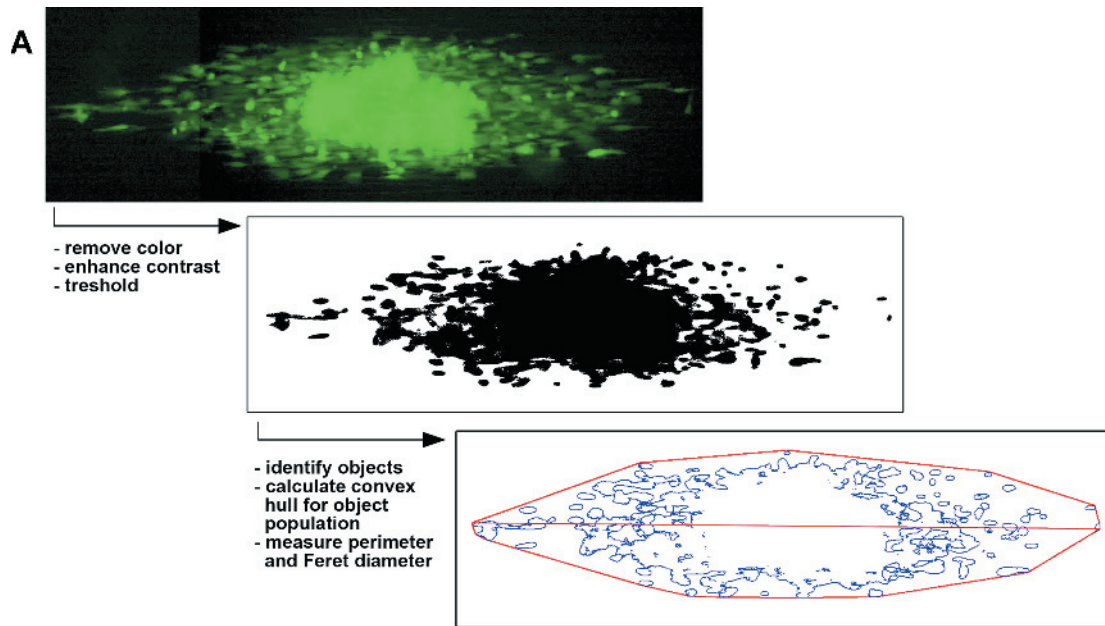 A
- remove color
- enhance contrast
- treshold
- identify objects
- calculate convex
hull for object
population
- measure perimeter
and Feret diameter